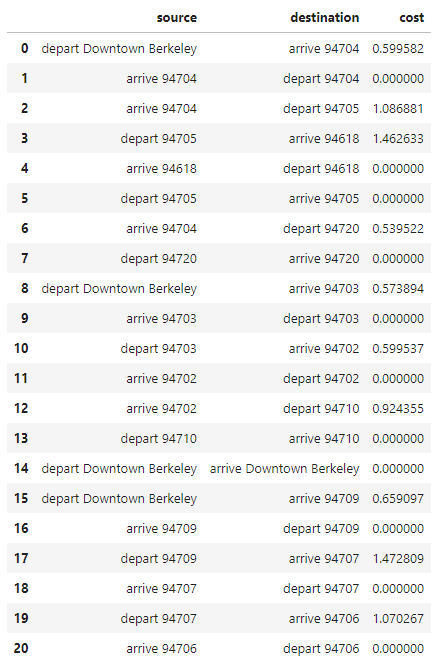 source destination cost
0 depart Downtown Berkeley arrive 94704 0.599582
1 arrive 94704 depart 94704 0.000000
2 arrive 94704 depart 94705 1.086881
3 depart 94705 arrive 94618 1.462633
4 arrive 94618 depart 94618 0.000000
5 depart 94705 arrive 94705 0.000000
6 arrive 94704 depart 94720 0.539522
7 depart 94720 arrive 94720 0.000000
8 depart Downtown Berkeley arrive 94703 0.573894
9 arrive 94703 depart 94703 0.000000
10 depart 94703 arrive 94702 0.599537
11 arrive 94702 depart 94702 0.000000
12 arrive 94702 depart 94710 0.924355
13 depart 94710 arrive 94710 0.000000
14 depart Downtown Berkeley arrive Downtown Berkeley 0.000000
15 depart Downtown Berkeley arrive 94709 0.659097
16 arrive 94709 depart 94709 0.000000
17 depart 94709 arrive 94707 1.472809
18 arrive 94707 depart 94707 0.000000
19 depart 94707 arrive 94706 1.070267
20 arrive 94706 depart 94706 0.000000